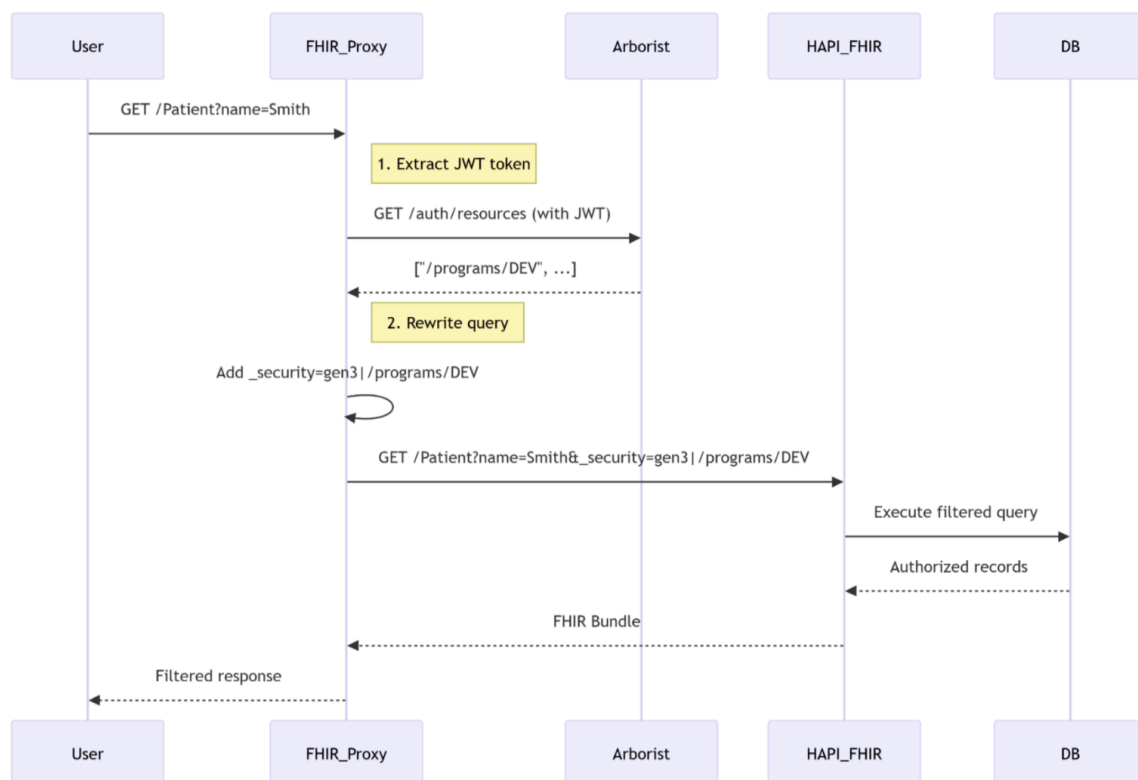 User FHIR_Proxy Arborist HAPI_FHIR DB
GET /Patient?name=Smith
1. Extract JWT token
GET /auth/resources (with JWT)
["/programs/DEV", ...]
2. Rewrite query
Add _security=gen3|/programs/DEV
GET /Patient?name=Smith&_security=gen3|/programs/DEV
Execute filtered query
Authorized records
FHIR Bundle
Filtered response
User FHIR_Proxy Arborist HAPI_FHIR DB